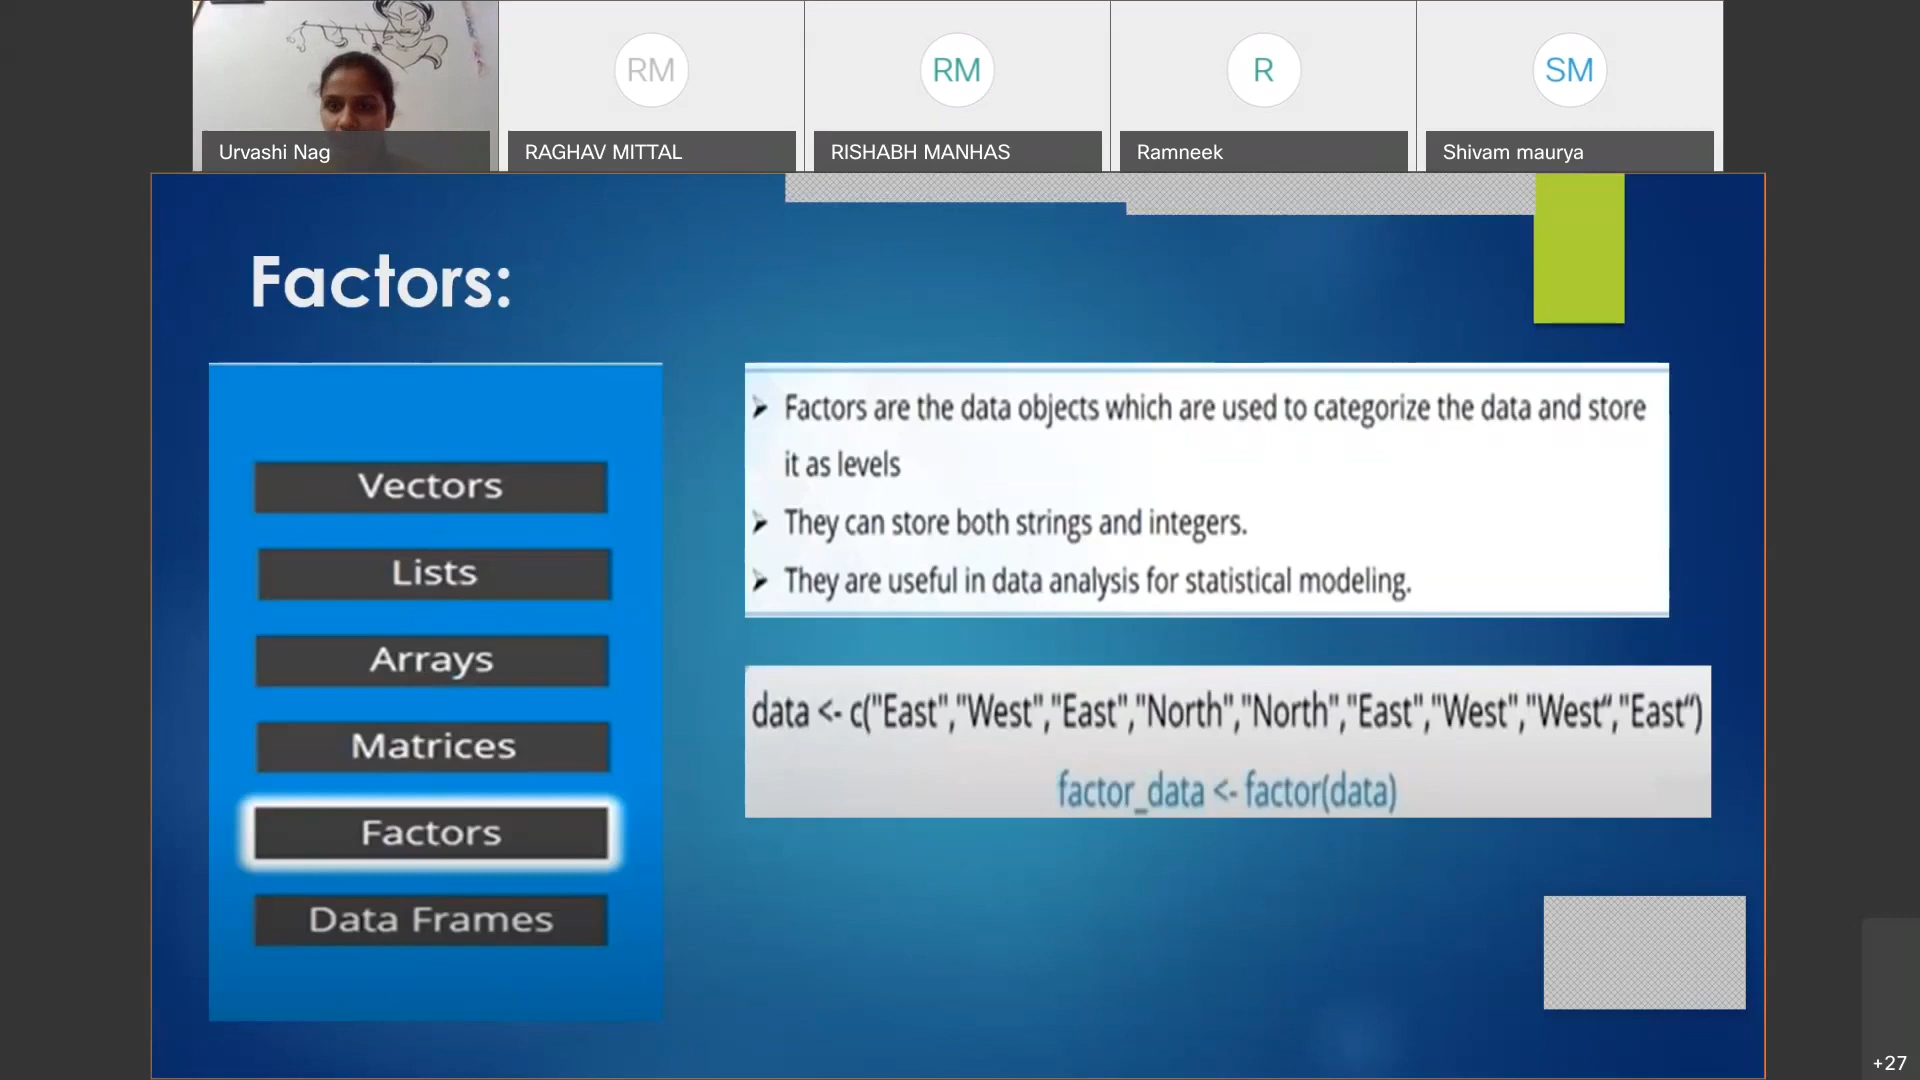 RM
RM
R
SM
Urvashi Nag
RAGHAV MITTAL
RISHABH MANHAS
Ramneek
Shivam maurya
Factors:
Vectors
Lists
Arrays
Matrices
Factors
Data Frames
➢ Factors are the data objects which are used to categorize the data and store
it as levels
➢ They can store both strings and integers.
➢ They are useful in data analysis for statistical modeling.
data <- c("East","West","East","North","North","East","West","West“,"East“)
factor_data <- factor(data)
+27